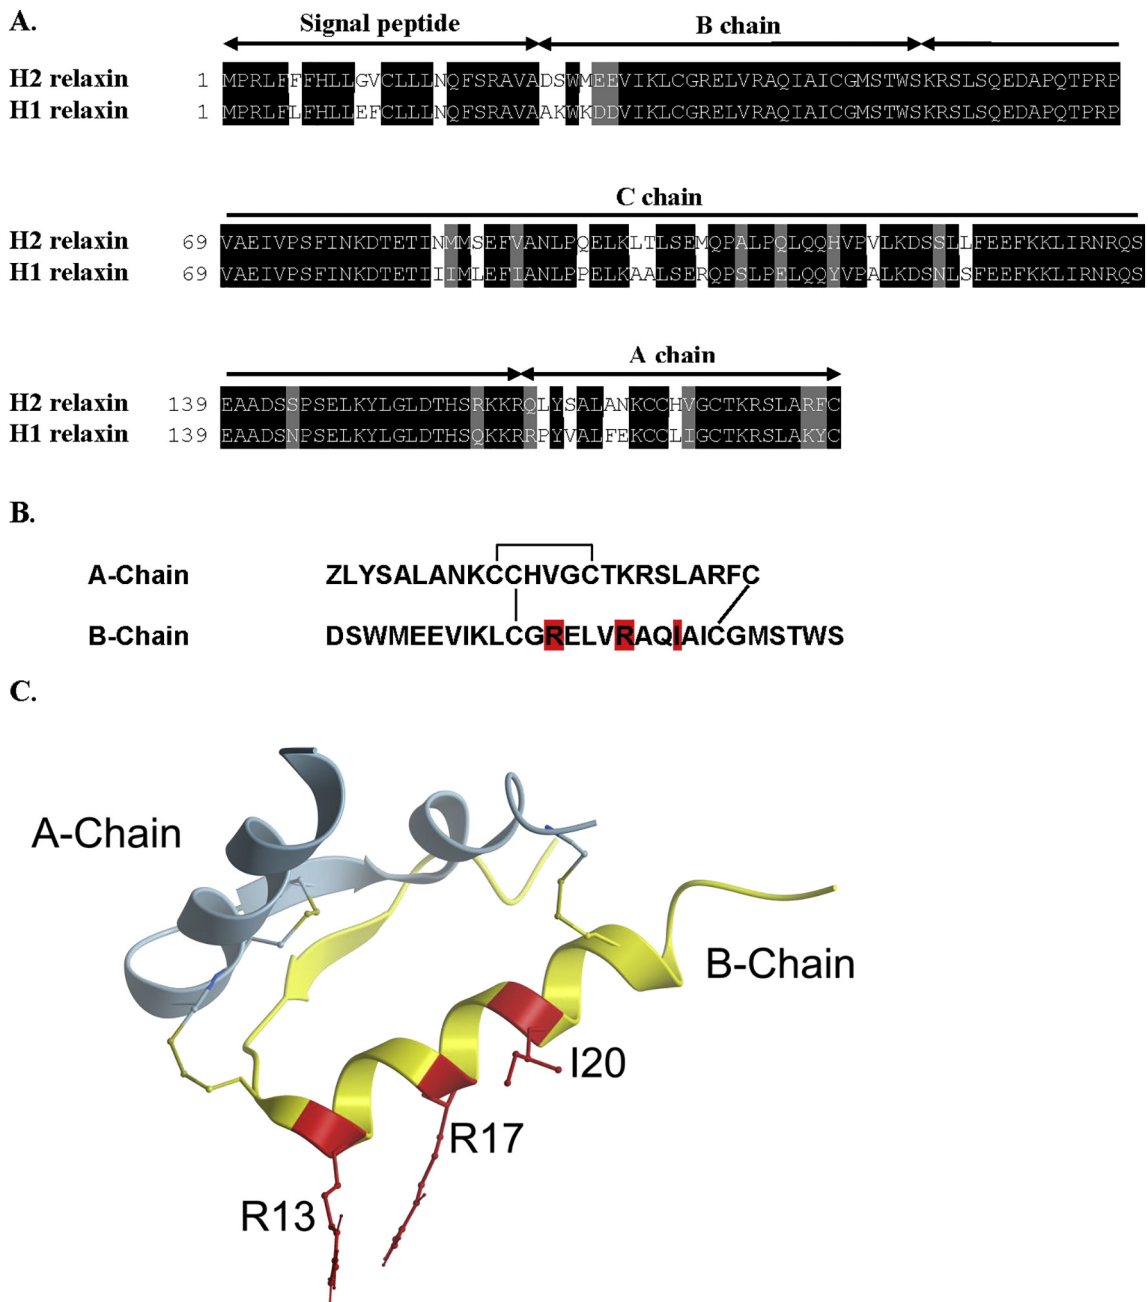 A.
Signal peptide B chain
H2 relaxin 1 MPRLFFFHLLGVCLLLNQFSRAVADSWMEEVIKLCGRELVRAQIAICGMSTWSKRSLSQEDAPQTPRP
H1 relaxin 1 MPRLFLFHLLEFCLLLNQFSRAVAAKWKDDVIKLCGRELVRAQIAICGMSTWSKRSLSQEDAPQTPRP
C chain
H2 relaxin 69 VAEIVPSFINKDTETINMMSEFVANLPQELKLTLSEMQPALPQLQQHVPVLKDSSLLFEEFKKLIRNRQS
H1 relaxin 69 VAEIVPSFINKDTETIIIMLEFIANLPPELKAALSERQPSLPELQQYVPALKDSNLSFEEFKKLIRNRQS
A chain
H2 relaxin 139 EAADSSPSELKYLGLDTHSRKKRQLYSALANKCCHVGCTKRSLARFC
H1 relaxin 139 EAADSNPSELKYLGLDTHSQKKRRPYVALFEKCCLIGCTKRSLAKYC
B.
A-Chain ZLYSALANKCCHVGCTKRSLARFC
B-Chain DSWMEEVIKLCGRELVRAQIAICGMSTWS
C.
A-Chain
B-Chain
I20
R17
R13